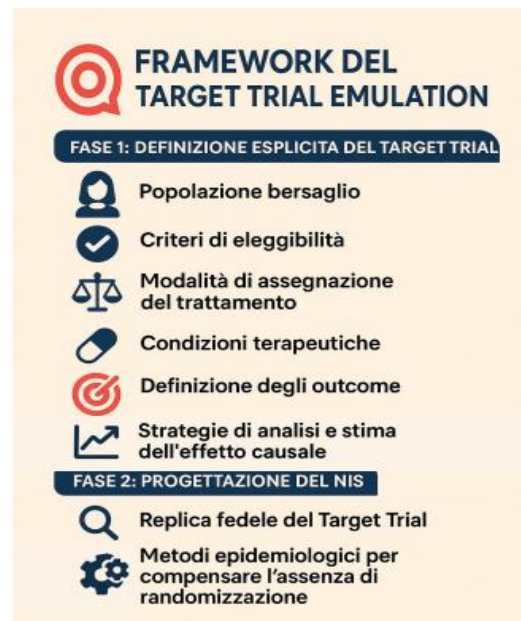 FRAMEWORK DEL
TARGET TRIAL EMULATION
FASE 1: DEFINIZIONE ESPLICITA DEL TARGET TRIAL
Popolazione bersaglio
Criteri di eleggibilità
Modalità di assegnazione
del trattamento
Condizioni terapeutiche
Definizione degli outcome
Strategie di analisi e stima
dell'effetto causale
FASE 2: PROGETTAZIONE DEL NIS
Replica fedele del Target Trial
Metodi epidemiologici per
compensare l'assenza di
randomizzazione